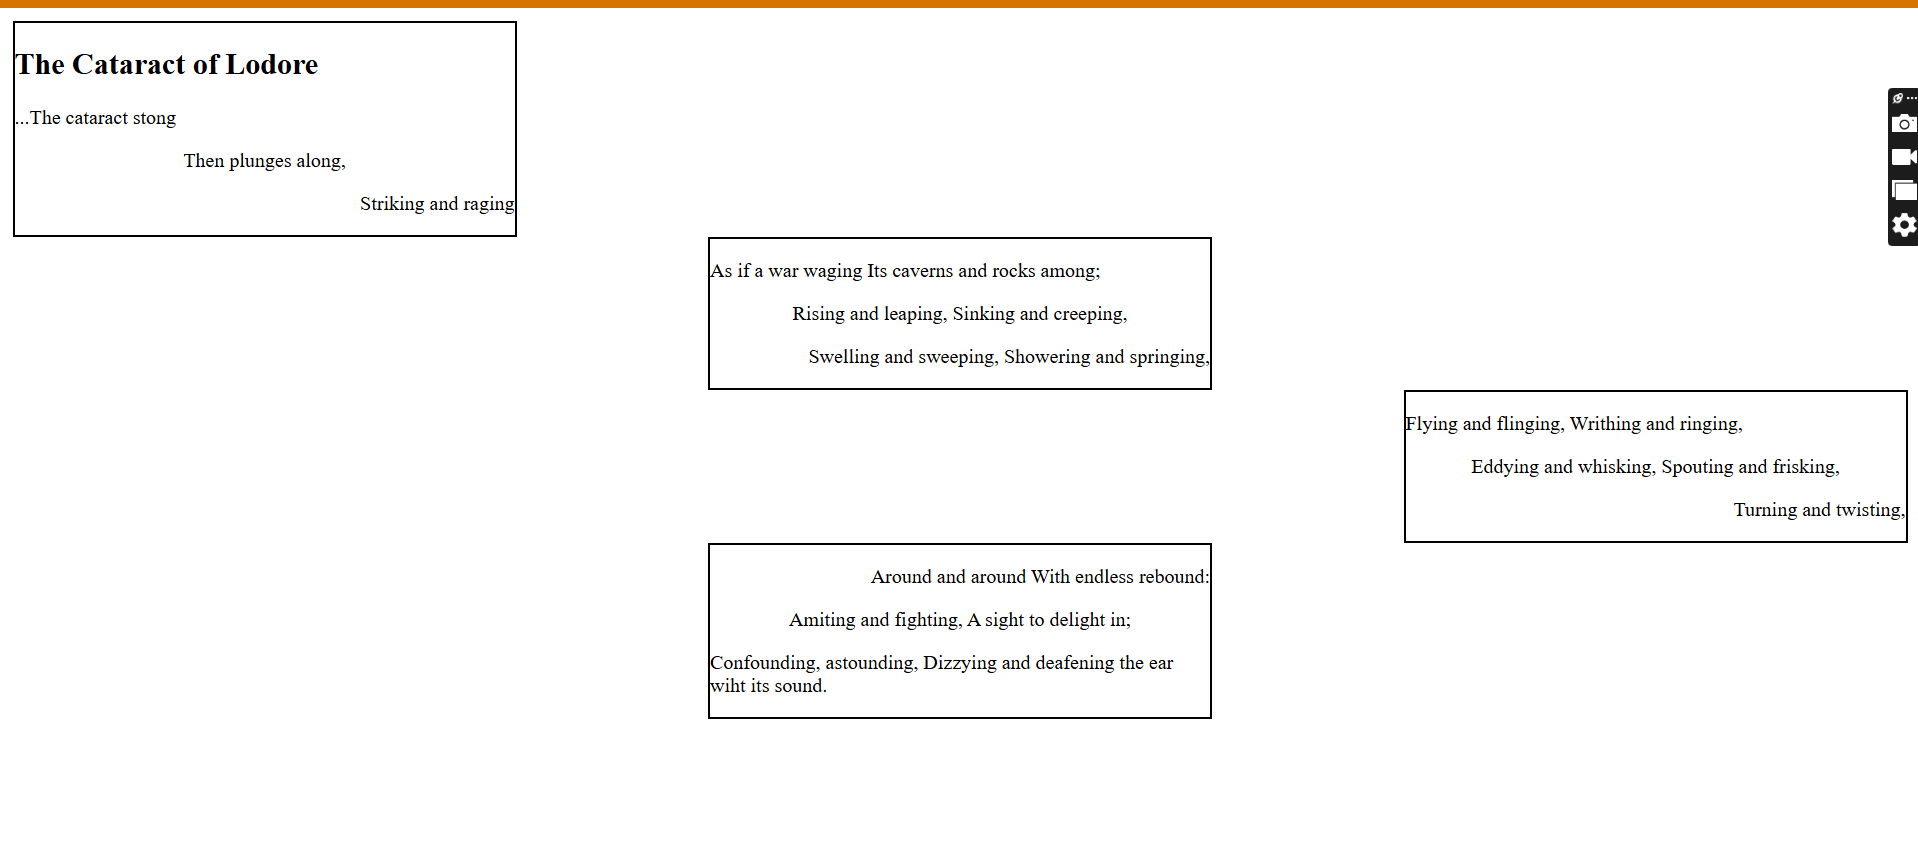 The Cataract of Lodore
...The cataract stong
Then plunges along,
Striking and raging
As if a war waging Its caverns and rocks among;
Rising and leaping, Sinking and creeping,
Swelling and sweeping, Showering and springing,
Flying and flinging, Writhing and ringing,
Eddying and whisking, Spouting and frisking,
Turning and twisting,
Around and around With endless rebound:
Amiting and fighting, A sight to delight in;
Confounding, astounding, Dizzying and deafening the ear
wiht its sound.